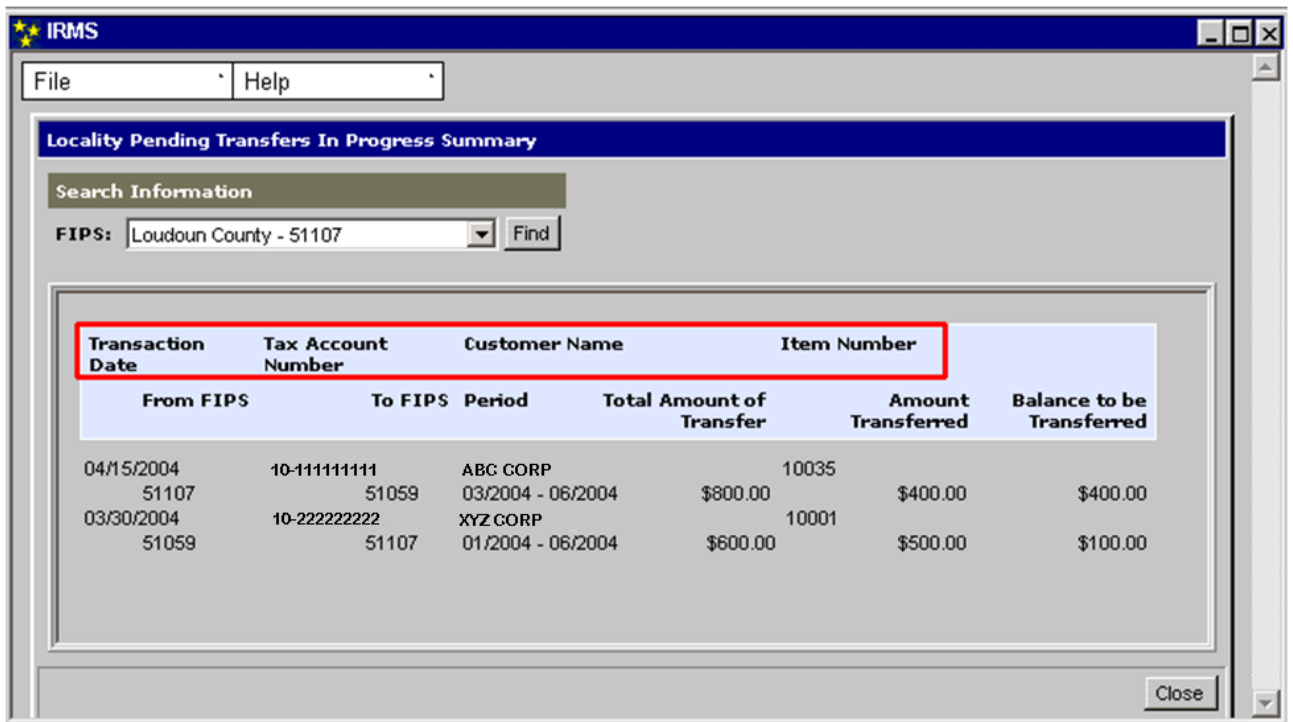 IRMS
File Help
Locality Pending Transfers In Progress Summary
Search Information
FIPS: Loudoun County - 51107 Find
Transaction Date Tax Account Number Customer Name Item Number
From FIPS To FIPS Period Total Amount of Transfer Amount Transferred Balance to be Transferred
04/15/2004 10-111111111 ABC CORP 10035
51107 51059 03/2004 - 06/2004 $800.00 $400.00 $400.00
03/30/2004 10-222222222 XYZ CORP 10001
51059 51107 01/2004 - 06/2004 $600.00 $500.00 $100.00
Close